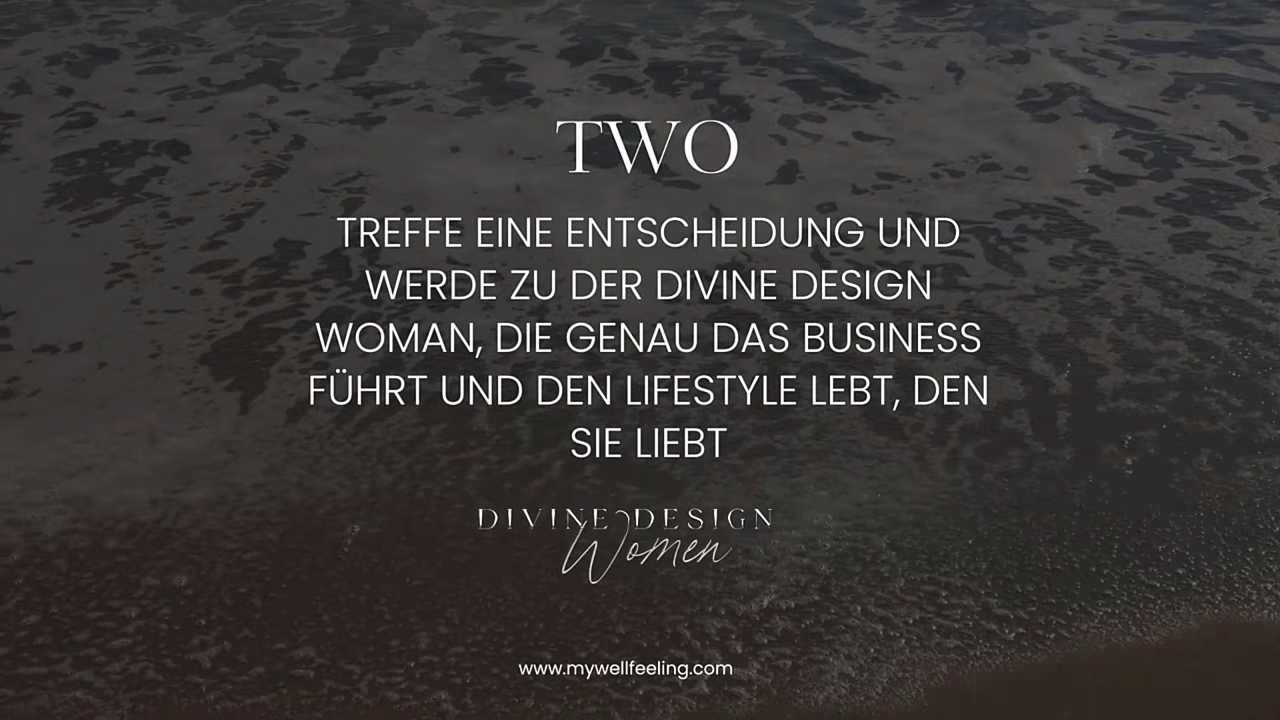 TWO
TREFFE EINE ENTSCHEIDUNG UND
WERDE ZU DER DIVINE DESIGN
WOMAN, DIE GENAU DAS BUSINESS
FÜHRT UND DEN LIFESTYLE LEBT, DEN
SIE LIEBT
DIVINE DESIGN
Women
www.mywellfeeling.com